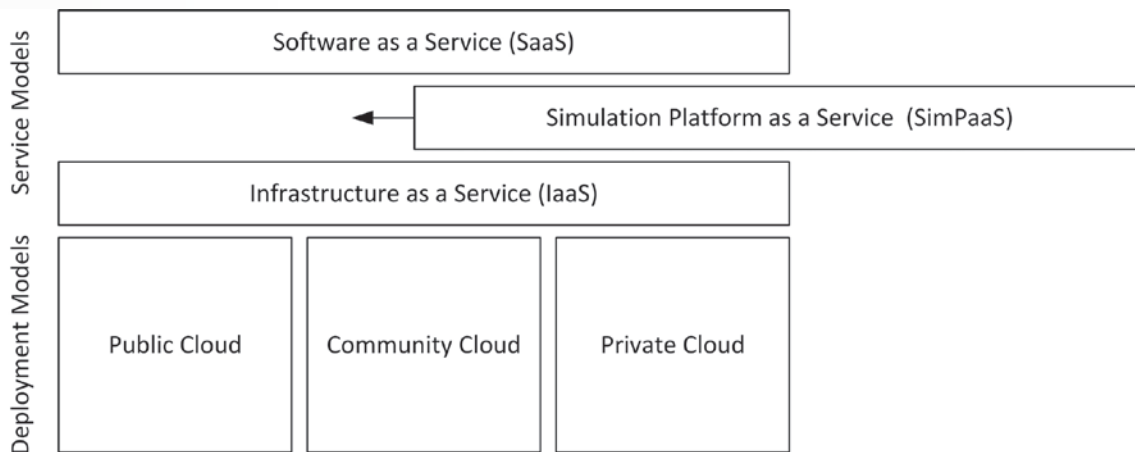 Service Models
Software as a Service (SaaS)
Simulation Platform as a Service (SimPaaS)
Infrastructure as a Service (IaaS)
Deployment Models
Public Cloud
Community Cloud
Private Cloud